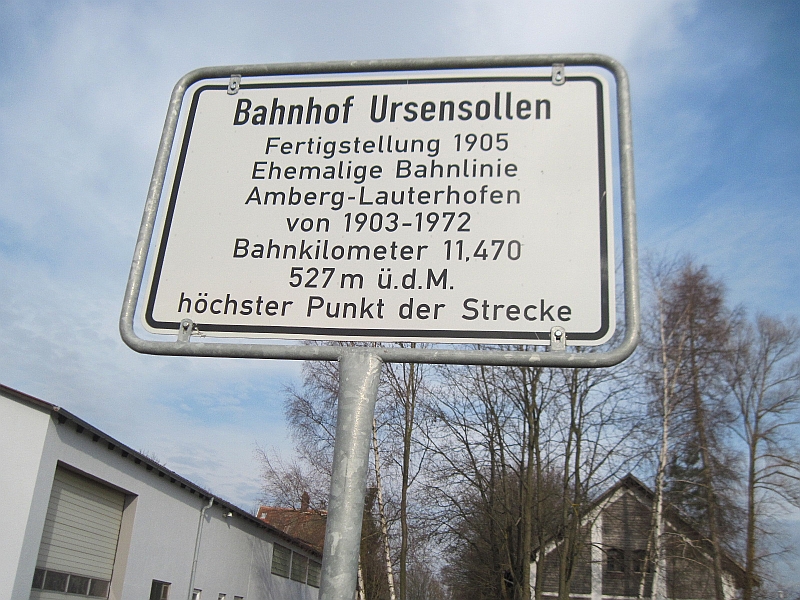 Bahnhof Ursensollen
Fertigstellung 1905
Ehemalige Bahnlinie
Amberg-Lauterhofen
von 1903-1972
Bahnkilometer 11,470
527m ü.d.M.
höchster Punkt der Strecke